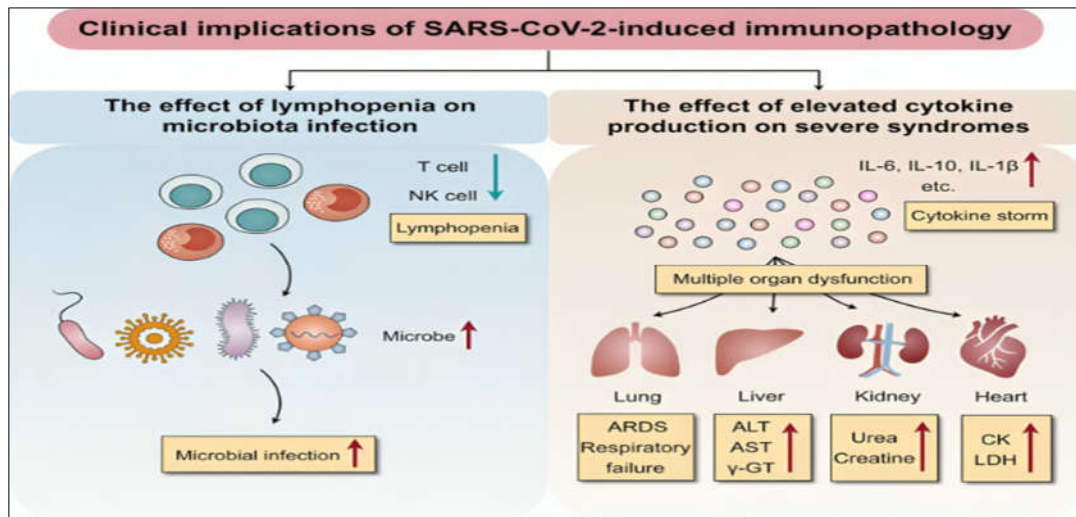 Clinical implications of SARS-CoV-2-induced immunopathology
The effect of lymphopenia on
microbiota infection
T cell
NK cell
Lymphopenia
Microbe
Microbial infection
The effect of elevated cytokine
production on severe syndromes
IL-6, IL-10, IL-1β
etc.
Cytokine storm
Multiple organ dysfunction
Lung
Liver
Kidney
Heart
ARDS
Respiratory
failure
ALT
AST
γ-GT
Urea
Creatine
CK
LDH